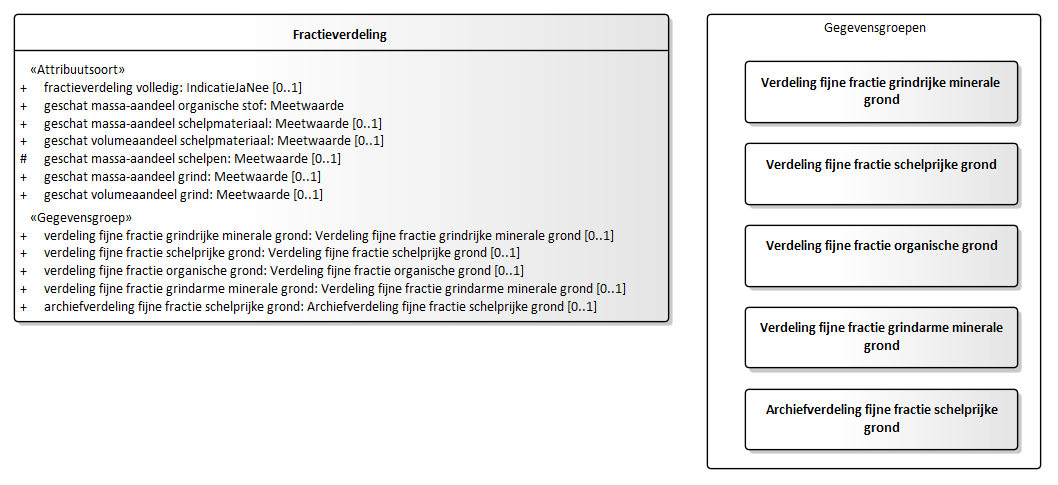 Fractieverdeling
«Attribuutsoort»
+ fractieverdeling volledig: IndicatieJaNee [0..1]
+ geschat massa-aandeel organische stof: Meetwaarde
+ geschat massa-aandeel schelpmateriaal: Meetwaarde [0..1]
+ geschat volumeaandeel schelpmateriaal: Meetwaarde [0..1]
# geschat massa-aandeel schelpen: Meetwaarde [0..1]
+ geschat massa-aandeel grind: Meetwaarde [0..1]
+ geschat volumeaandeel grind: Meetwaarde [0..1]
«Gegevensgroep»
+ verdeling fijne fractie grindrijke minerale grond: Verdeling fijne fractie grindrijke minerale grond [0..1]
+ verdeling fijne fractie schelprijke grond: Verdeling fijne fractie schelprijke grond [0..1]
+ verdeling fijne fractie organische grond: Verdeling fijne fractie organische grond [0..1]
+ verdeling fijne fractie grindarme minerale grond: Verdeling fijne fractie grindarme minerale grond [0..1]
+ archiefverdeling fijne fractie schelprijke grond: Archiefverdeling fijne fractie schelprijke grond [0..1]
Gegevensgroepen
Verdeling fijne fractie grindrijke minerale
grond
Verdeling fijne fractie schelprijke grond
Verdeling fijne fractie organische grond
Verdeling fijne fractie grindarme minerale
grond
Archiefverdeling fijne fractie schelprijke
grond